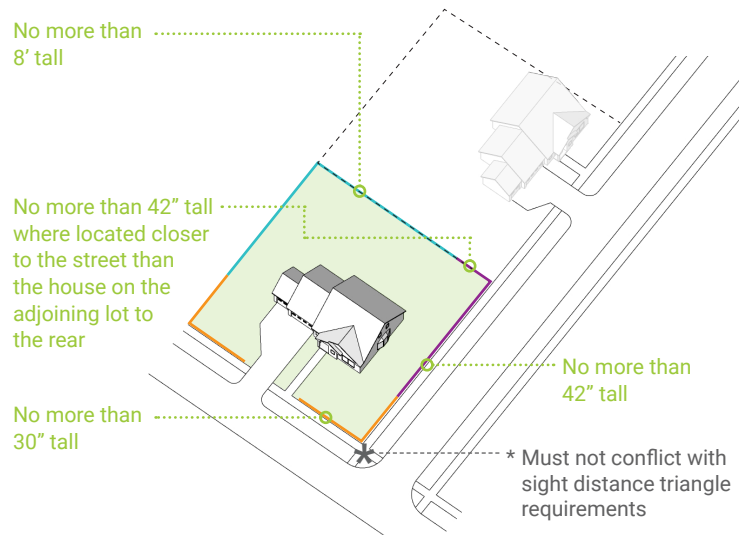 No more than
8’ tall
No more than 42” tall
where located closer
to the street than
the house on the
adjoining lot to
the rear
No more than
42” tall
No more than
30” tall
* Must not conflict with
sight distance triangle
requirements